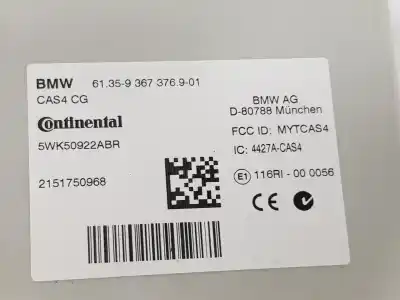 BMW 61.35-9 367 376.9-01
CAS4 CG
Continental
5WK50922ABR
2151750968
BMW AG
D-80788 München
FCC ID: MYTCAS4
IC: 4427A-CAS4
E1 116RI - 00 0056
CE N